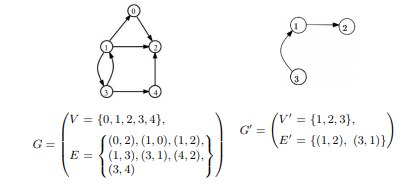 0
1
2
3
4
1
2
3
G = ( V = {0, 1, 2, 3, 4},
E = { (0, 2), (1, 0), (1, 2),
(1, 3), (3, 1), (4, 2),
(3, 4) } )
G′ = ( V′ = {1, 2, 3},
E′ = {(1, 2), (3, 1)} )